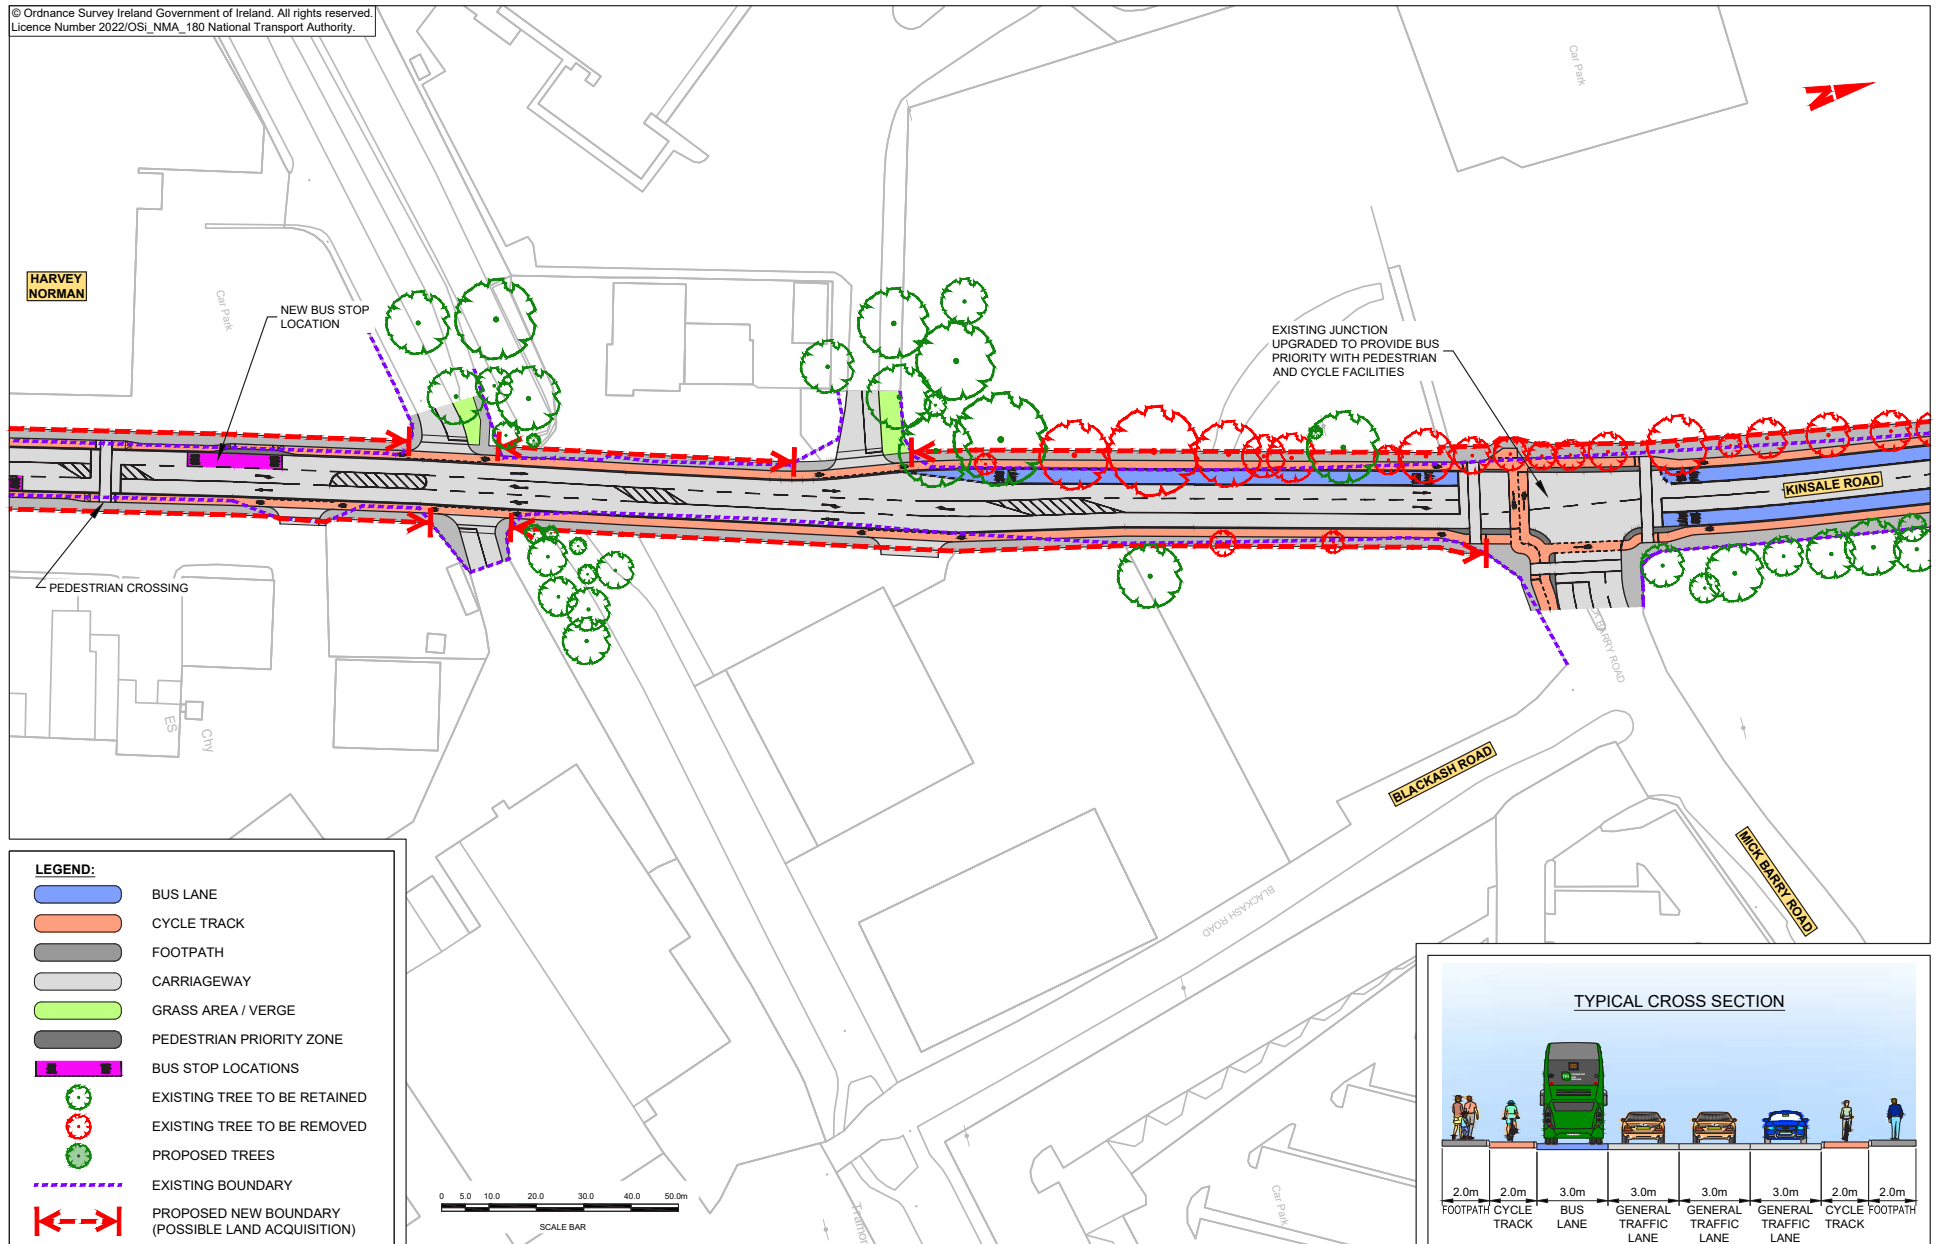 © Ordnance Survey Ireland Government of Ireland. All rights reserved.
Licence Number 2022/OSi_NMA_180 National Transport Authority.
Car Park
N
HARVEY
NORMAN
Car Park
NEW BUS STOP
LOCATION
EXISTING JUNCTION
UPGRADED TO PROVIDE BUS
PRIORITY WITH PEDESTRIAN
AND CYCLE FACILITIES
KINSALE ROAD
PEDESTRIAN CROSSING
BARRY ROAD
ES
Chy
BLACKASH ROAD
BLACKASH ROAD
MICK BARRY ROAD
LEGEND:
BUS LANE
CYCLE TRACK
FOOTPATH
CARRIAGEWAY
GRASS AREA / VERGE
PEDESTRIAN PRIORITY ZONE
BUS STOP LOCATIONS
EXISTING TREE TO BE RETAINED
EXISTING TREE TO BE REMOVED
PROPOSED TREES
EXISTING BOUNDARY
PROPOSED NEW BOUNDARY
(POSSIBLE LAND ACQUISITION)
0 5.0 10.0 20.0 30.0 40.0 50.0m
SCALE BAR
Car Park
TYPICAL CROSS SECTION
2.0m 2.0m 3.0m 3.0m 3.0m 3.0m 2.0m 2.0m
FOOTPATH CYCLE BUS GENERAL GENERAL GENERAL CYCLE FOOTPATH
TRACK LANE TRAFFIC TRAFFIC TRAFFIC TRACK
LANE LANE LANE